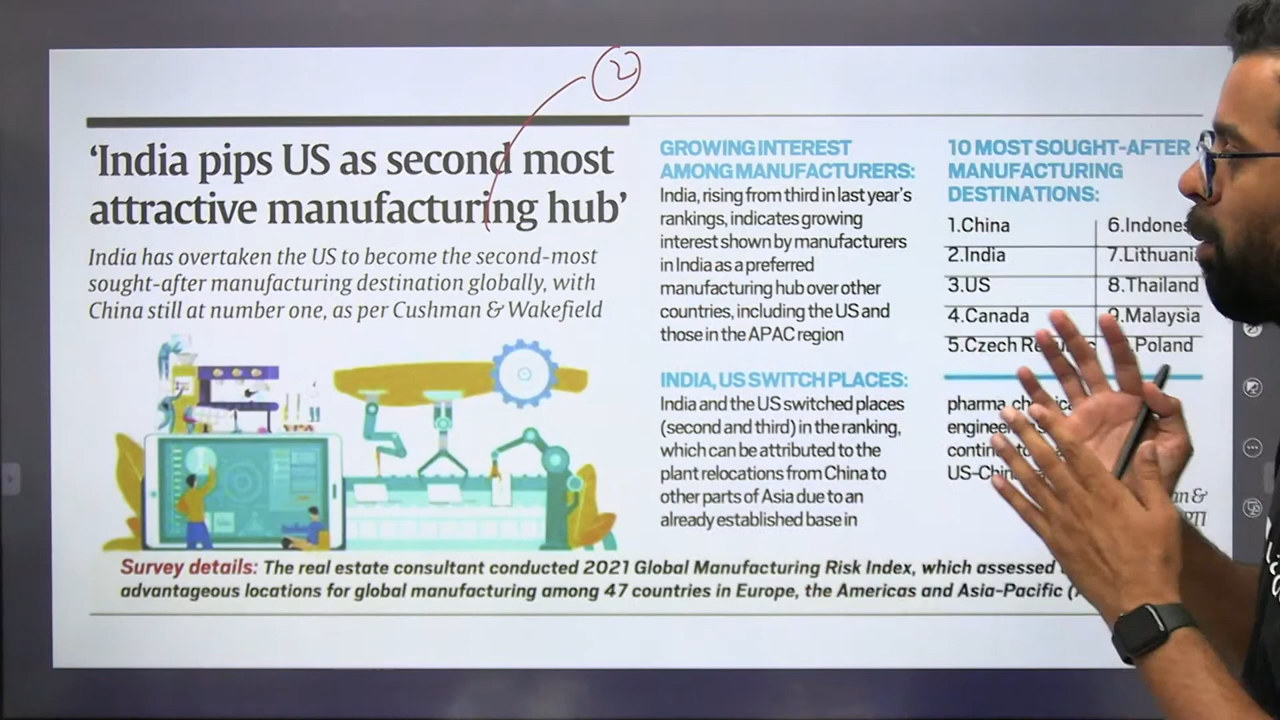 2
‘India pips US as second most
attractive manufacturing hub’
India has overtaken the US to become the second-most
sought-after manufacturing destination globally, with
China still at number one, as per Cushman & Wakefield
GROWING INTEREST
AMONG MANUFACTURERS:
India, rising from third in last year's
rankings, indicates growing
interest shown by manufacturers
in India as a preferred
manufacturing hub over other
countries, including the US and
those in the APAC region
INDIA, US SWITCH PLACES:
India and the US switched places
(second and third) in the ranking,
which can be attributed to the
plant relocations from China to
other parts of Asia due to an
already established base in
10 MOST SOUGHT-AFTER
MANUFACTURING
DESTINATIONS:
1.China
2.India
3.US
4.Canada
5.Czech
6.
7.
8.Thailand
9.Malaysia
Poland
pharma
US-
&
PTI
Survey details: The real estate consultant conducted 2021 Global Manufacturing Risk Index, which assessed
advantageous locations for global manufacturing among 47 countries in Europe, the Americas and Asia-Pacific